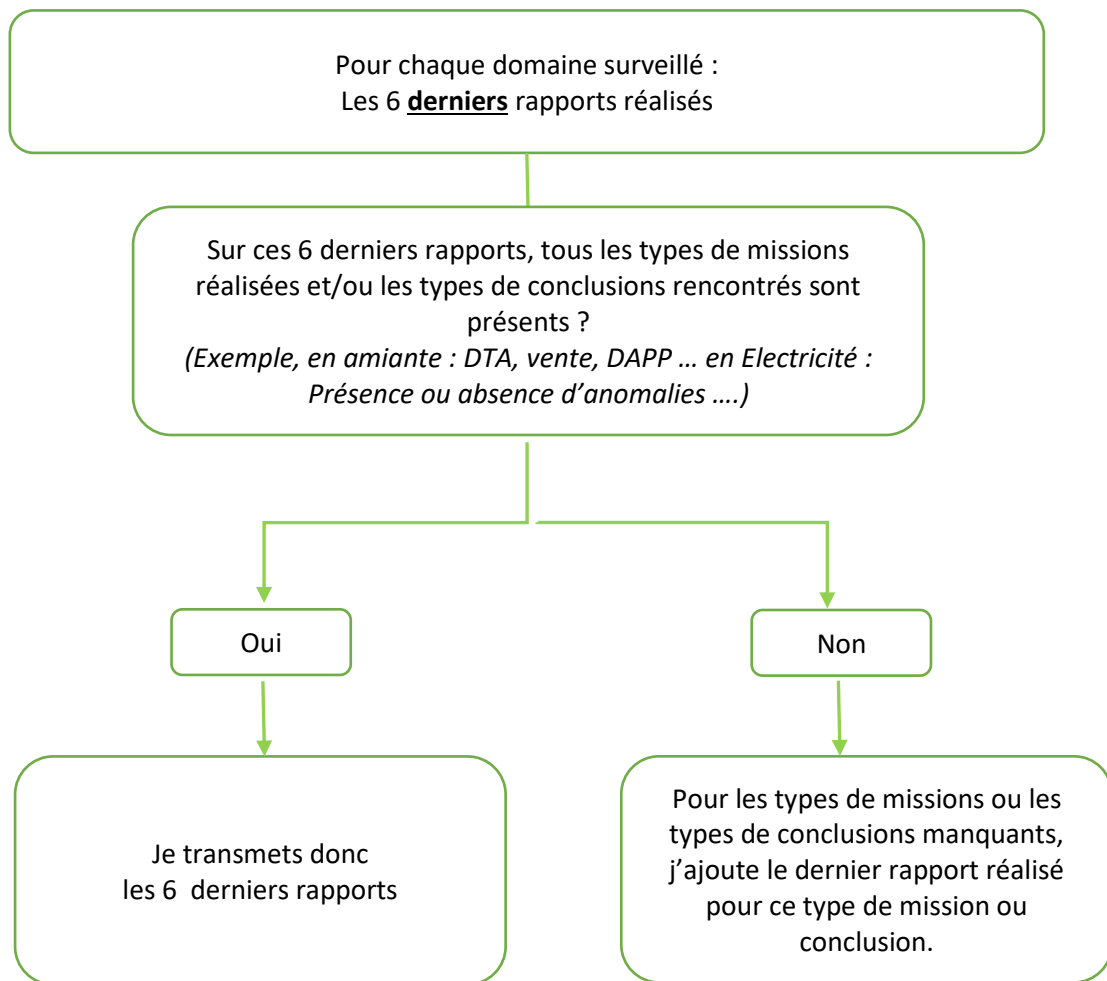 Pour chaque domaine surveillé :
Les 6 derniers rapports réalisés
Sur ces 6 derniers rapports, tous les types de missions
réalisées et/ou les types de conclusions rencontrés sont
présents ?
(Exemple, en amiante : DTA, vente, DAPP … en Electricité :
Présence ou absence d’anomalies ….)
Oui
Non
Je transmets donc
les 6  derniers rapports
Pour les types de missions ou les
types de conclusions manquants,
j’ajoute le dernier rapport réalisé
pour ce type de mission ou
conclusion.